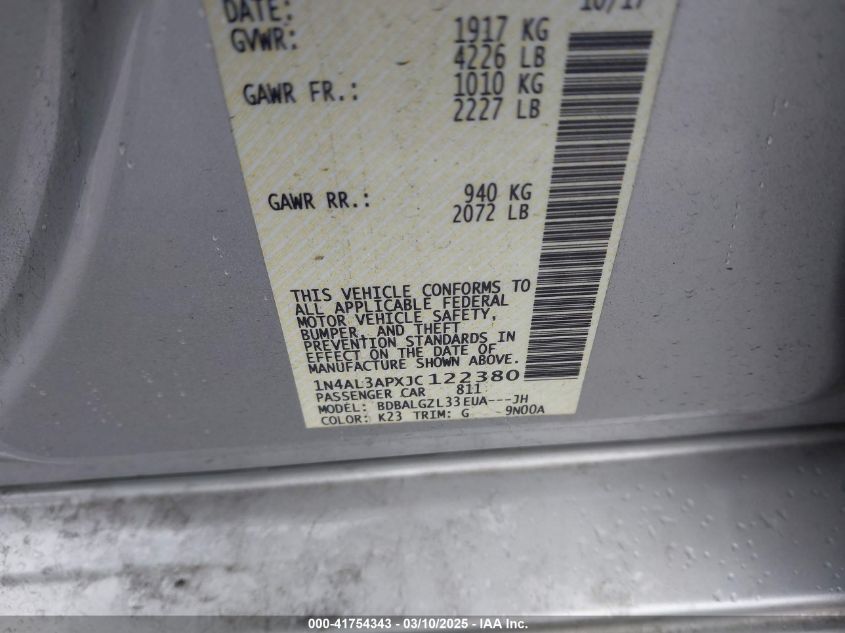 DATE: 10/17
GVWR: 1917 KG
4226 LB
GAWR FR.: 1010 KG
2227 LB
GAWR RR.: 940 KG
2072 LB
THIS VEHICLE CONFORMS TO
ALL APPLICABLE FEDERAL
MOTOR VEHICLE SAFETY,
BUMPER, AND THEFT
PREVENTION STANDARDS IN
EFFECT ON THE DATE OF
MANUFACTURE SHOWN ABOVE.
1N4AL3APXJC122380
PASSENGER CAR 811
MODEL: BDBALGZL33EUA---JH
COLOR: K23 TRIM: G 9N00A
000-41754343 - 03/10/2025 - IAA Inc.